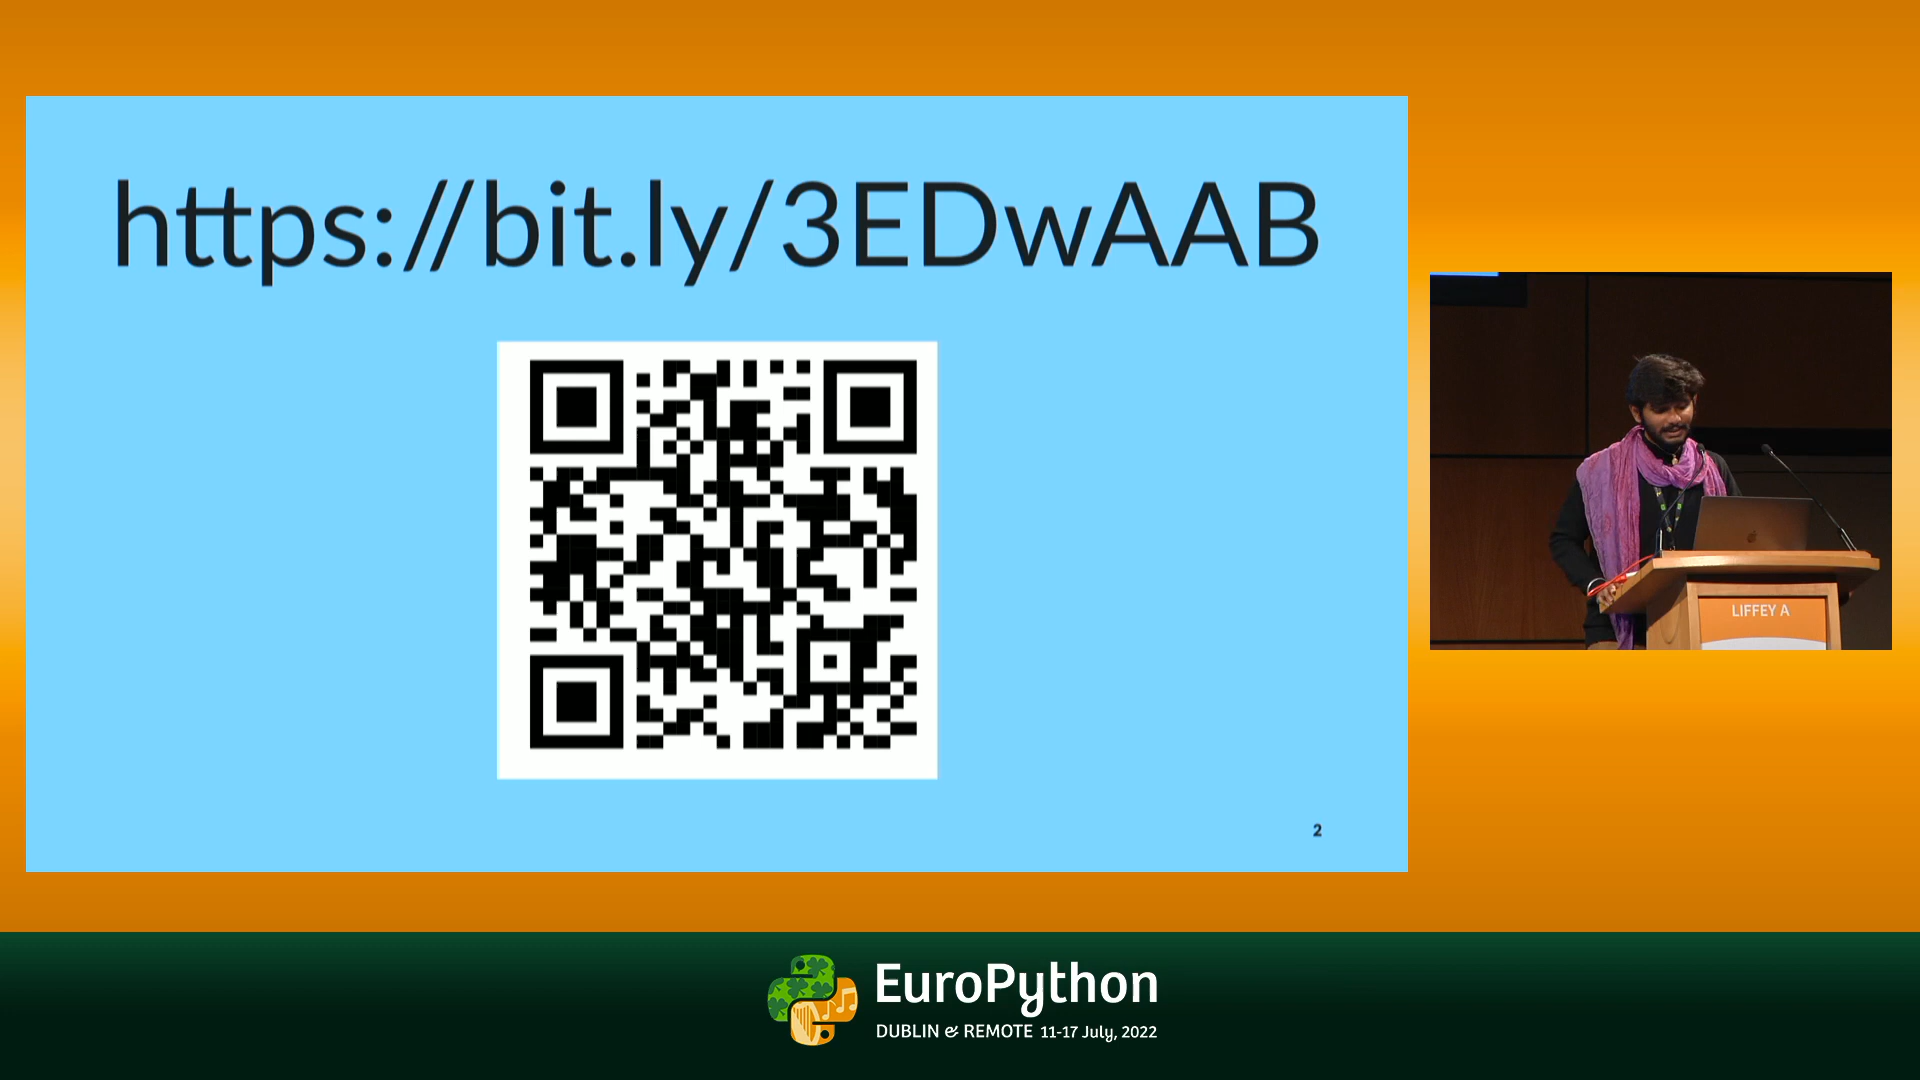 https://bit.ly/3EDwAAB
2
LIFFEY A
EuroPython
DUBLIN & REMOTE 11-17 July, 2022